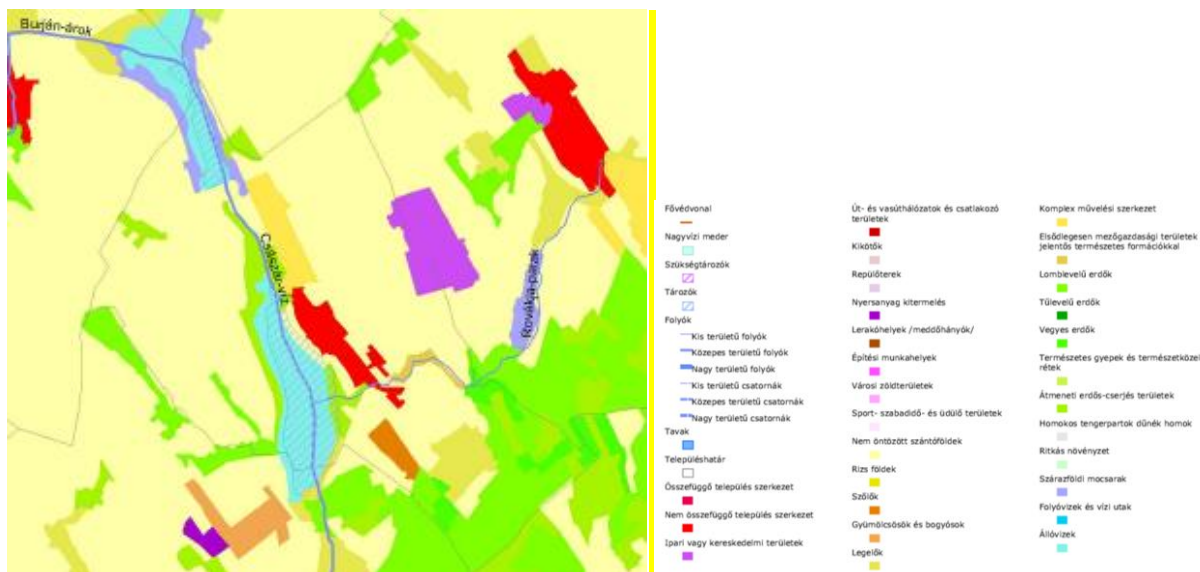 Burján-árok
Császár-víz
Rovákja-patak
Fővédvonal
Nagyvízi meder
Szükségtározók
Tározók
Folyók
Kis területű folyók
Közepes területű folyók
Nagy területű folyók
Kis területű csatornák
Közepes területű csatornák
Nagy területű csatornák
Tavak
Településhatár
Összefüggő település szerkezet
Nem összefüggő település szerkezet
Ipari vagy kereskedelmi területek
Út- és vasúthálózatok és csatlakozó
területek
Kikötők
Repülőterek
Nyersanyag kitermelés
Lerakóhelyek /meddőhányók/
Építési munkahelyek
Városi zöldterületek
Sport- szabadidő- és üdülő területek
Nem öntözött szántóföldek
Rizs földek
Szőlők
Gyümölcsösök és bogyósok
Legelők
Komplex művelési szerkezet
Elsődlegesen mezőgazdasági területek
jelentős természetes formációkkal
Lomblevelű erdők
Tűlevelű erdők
Vegyes erdők
Természetes gyepek és természetközeli
rétek
Átmeneti erdős-cserjés területek
Homokos tengerpartok dűnék homok
Ritkás növényzet
Szárazföldi mocsarak
Folyóvizek és vízi utak
Állóvizek